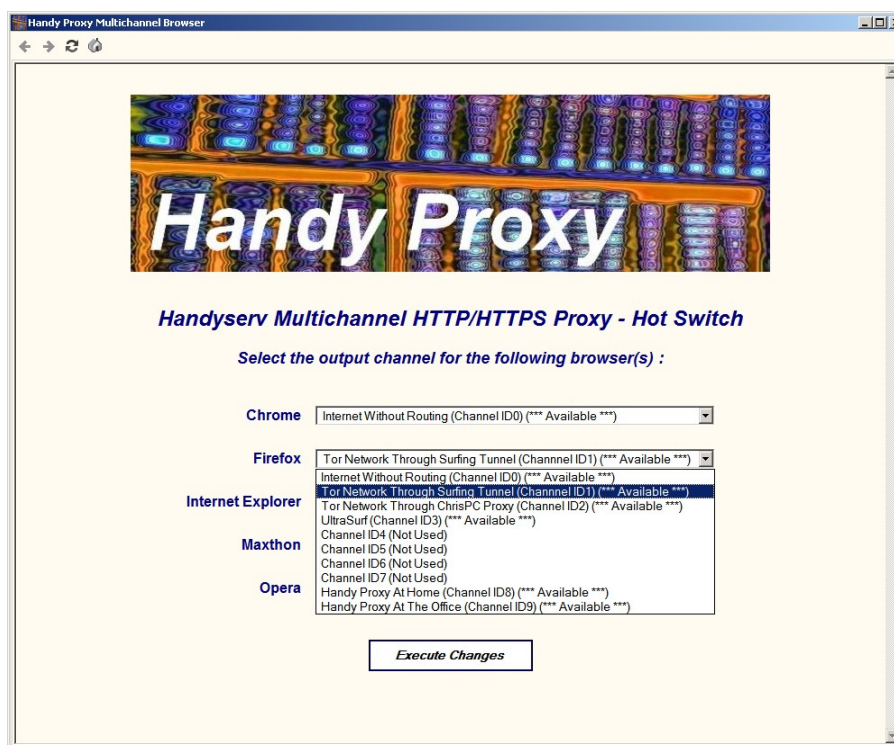 Handy Proxy Multichannel Browser
Handy Proxy
Handyserv Multichannel HTTP/HTTPS Proxy - Hot Switch
Select the output channel for the following browser(s) :
Chrome Internet Without Routing (Channel ID0) (*** Available ***)
Firefox Tor Network Through Surfing Tunnel (Channnel ID1) (*** Available ***)
Internet Without Routing (Channel ID0) (*** Available ***)
Tor Network Through Surfing Tunnel (Channnel ID1) (*** Available ***)
Internet Explorer Tor Network Through ChrisPC Proxy (Channel ID2) (*** Available ***)
UltraSurf (Channel ID3) (*** Available ***)
Channel ID4 (Not Used)
Maxthon Channel ID5 (Not Used)
Channel ID6 (Not Used)
Channel ID7 (Not Used)
Opera Handy Proxy At Home (Channel ID8) (*** Available ***)
Handy Proxy At The Office (Channel ID9) (*** Available ***)
Execute Changes